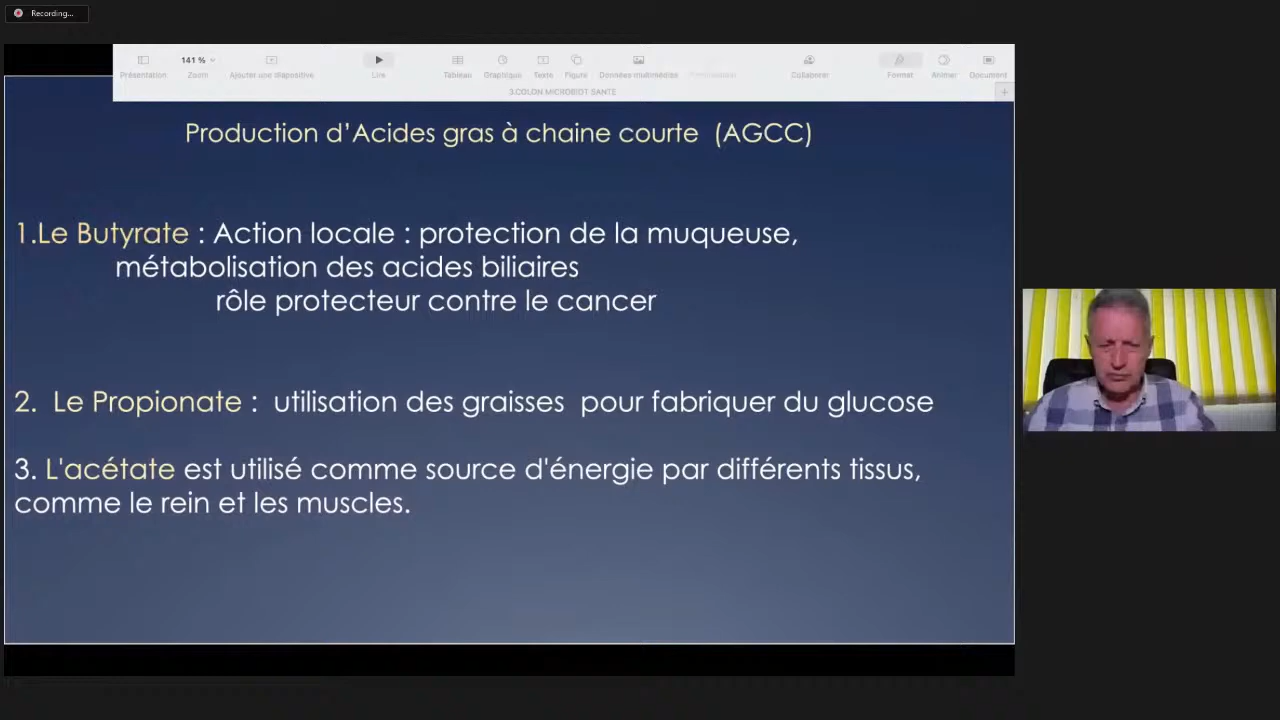 Recording...
141 %
Présentation Zoom Ajouter une diapositive Lire Tableau Graphique Texte Figure Données multimédias Collaborer Format Animer Document
3.COLON MICROBIOT SANTE
Production d'Acides gras à chaine courte (AGCC)
1.Le Butyrate : Action locale : protection de la muqueuse,
métabolisation des acides biliaires
rôle protecteur contre le cancer
2. Le Propionate : utilisation des graisses pour fabriquer du glucose
3. L'acétate est utilisé comme source d'énergie par différents tissus,
comme le rein et les muscles.